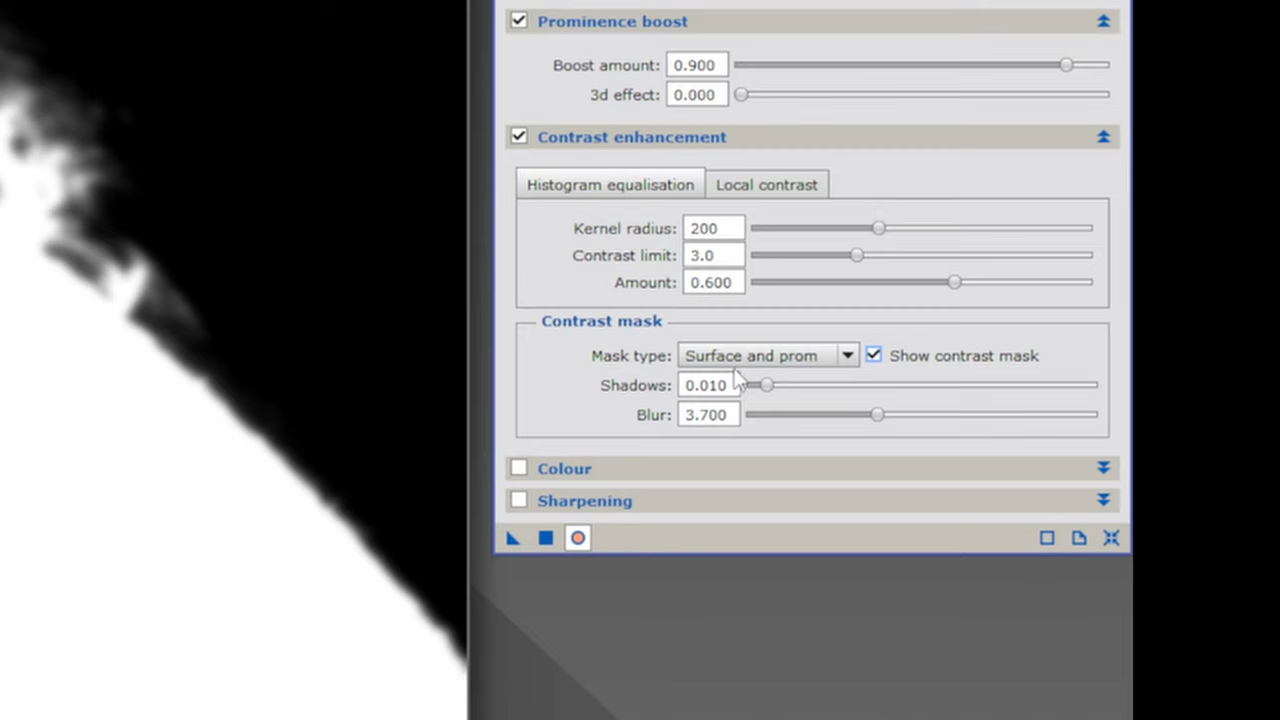 Prominence boost
Boost amount: 0.900
3d effect: 0.000
Contrast enhancement
Histogram equalisation Local contrast
Kernel radius: 200
Contrast limit: 3.0
Amount: 0.600
Contrast mask
Mask type: Surface and prom Show contrast mask
Shadows: 0.010
Blur: 3.700
Colour
Sharpening